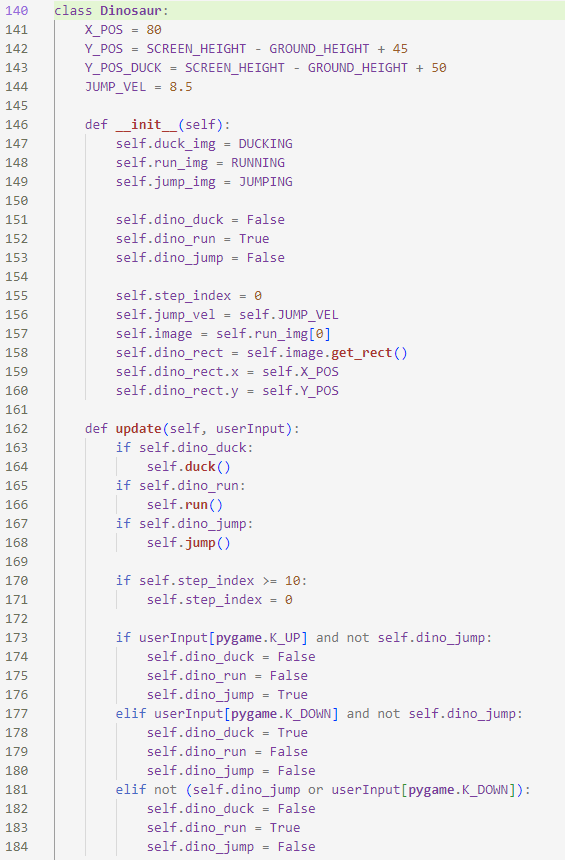 140 class Dinosaur:
141     X_POS = 80
142     Y_POS = SCREEN_HEIGHT - GROUND_HEIGHT + 45
143     Y_POS_DUCK = SCREEN_HEIGHT - GROUND_HEIGHT + 50
144     JUMP_VEL = 8.5
145
146     def __init__(self):
147         self.duck_img = DUCKING
148         self.run_img = RUNNING
149         self.jump_img = JUMPING
150
151         self.dino_duck = False
152         self.dino_run = True
153         self.dino_jump = False
154
155         self.step_index = 0
156         self.jump_vel = self.JUMP_VEL
157         self.image = self.run_img[0]
158         self.dino_rect = self.image.get_rect()
159         self.dino_rect.x = self.X_POS
160         self.dino_rect.y = self.Y_POS
161
162     def update(self, userInput):
163         if self.dino_duck:
164             self.duck()
165         if self.dino_run:
166             self.run()
167         if self.dino_jump:
168             self.jump()
169
170         if self.step_index >= 10:
171             self.step_index = 0
172
173         if userInput[pygame.K_UP] and not self.dino_jump:
174             self.dino_duck = False
175             self.dino_run = False
176             self.dino_jump = True
177         elif userInput[pygame.K_DOWN] and not self.dino_jump:
178             self.dino_duck = True
179             self.dino_run = False
180             self.dino_jump = False
181         elif not (self.dino_jump or userInput[pygame.K_DOWN]):
182             self.dino_duck = False
183             self.dino_run = True
184             self.dino_jump = False